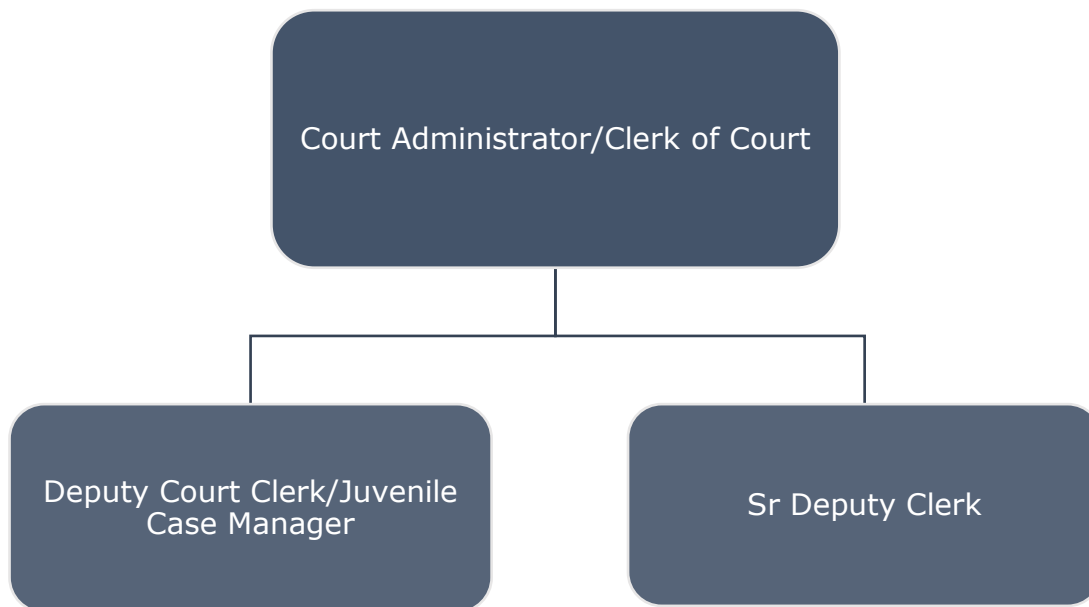 Court Administrator/Clerk of Court
Deputy Court Clerk/Juvenile
Case Manager
Sr Deputy Clerk